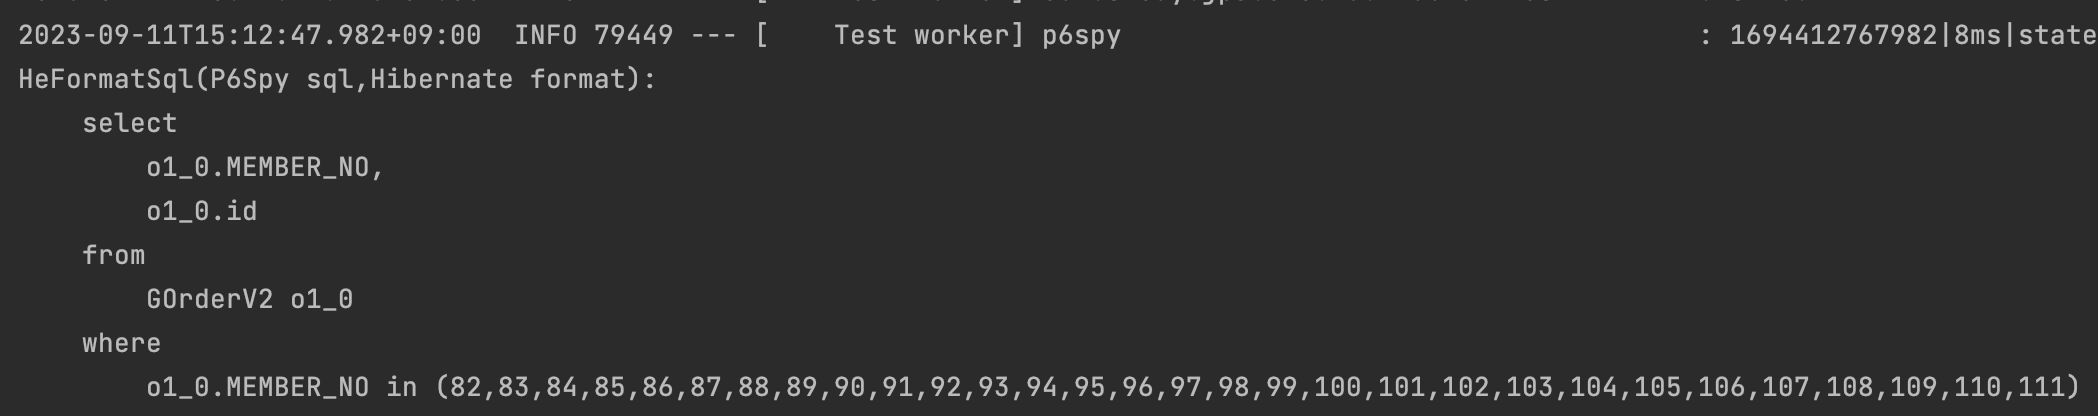 2023-09-11T15:12:47.982+09:00  INFO 79449 --- [    Test worker] p6spy                                    : 1694412767982|8ms|state
HeFormatSql(P6Spy sql,Hibernate format):
    select
        o1_0.MEMBER_NO,
        o1_0.id
    from
        GOrderV2 o1_0
    where
        o1_0.MEMBER_NO in (82,83,84,85,86,87,88,89,90,91,92,93,94,95,96,97,98,99,100,101,102,103,104,105,106,107,108,109,110,111)